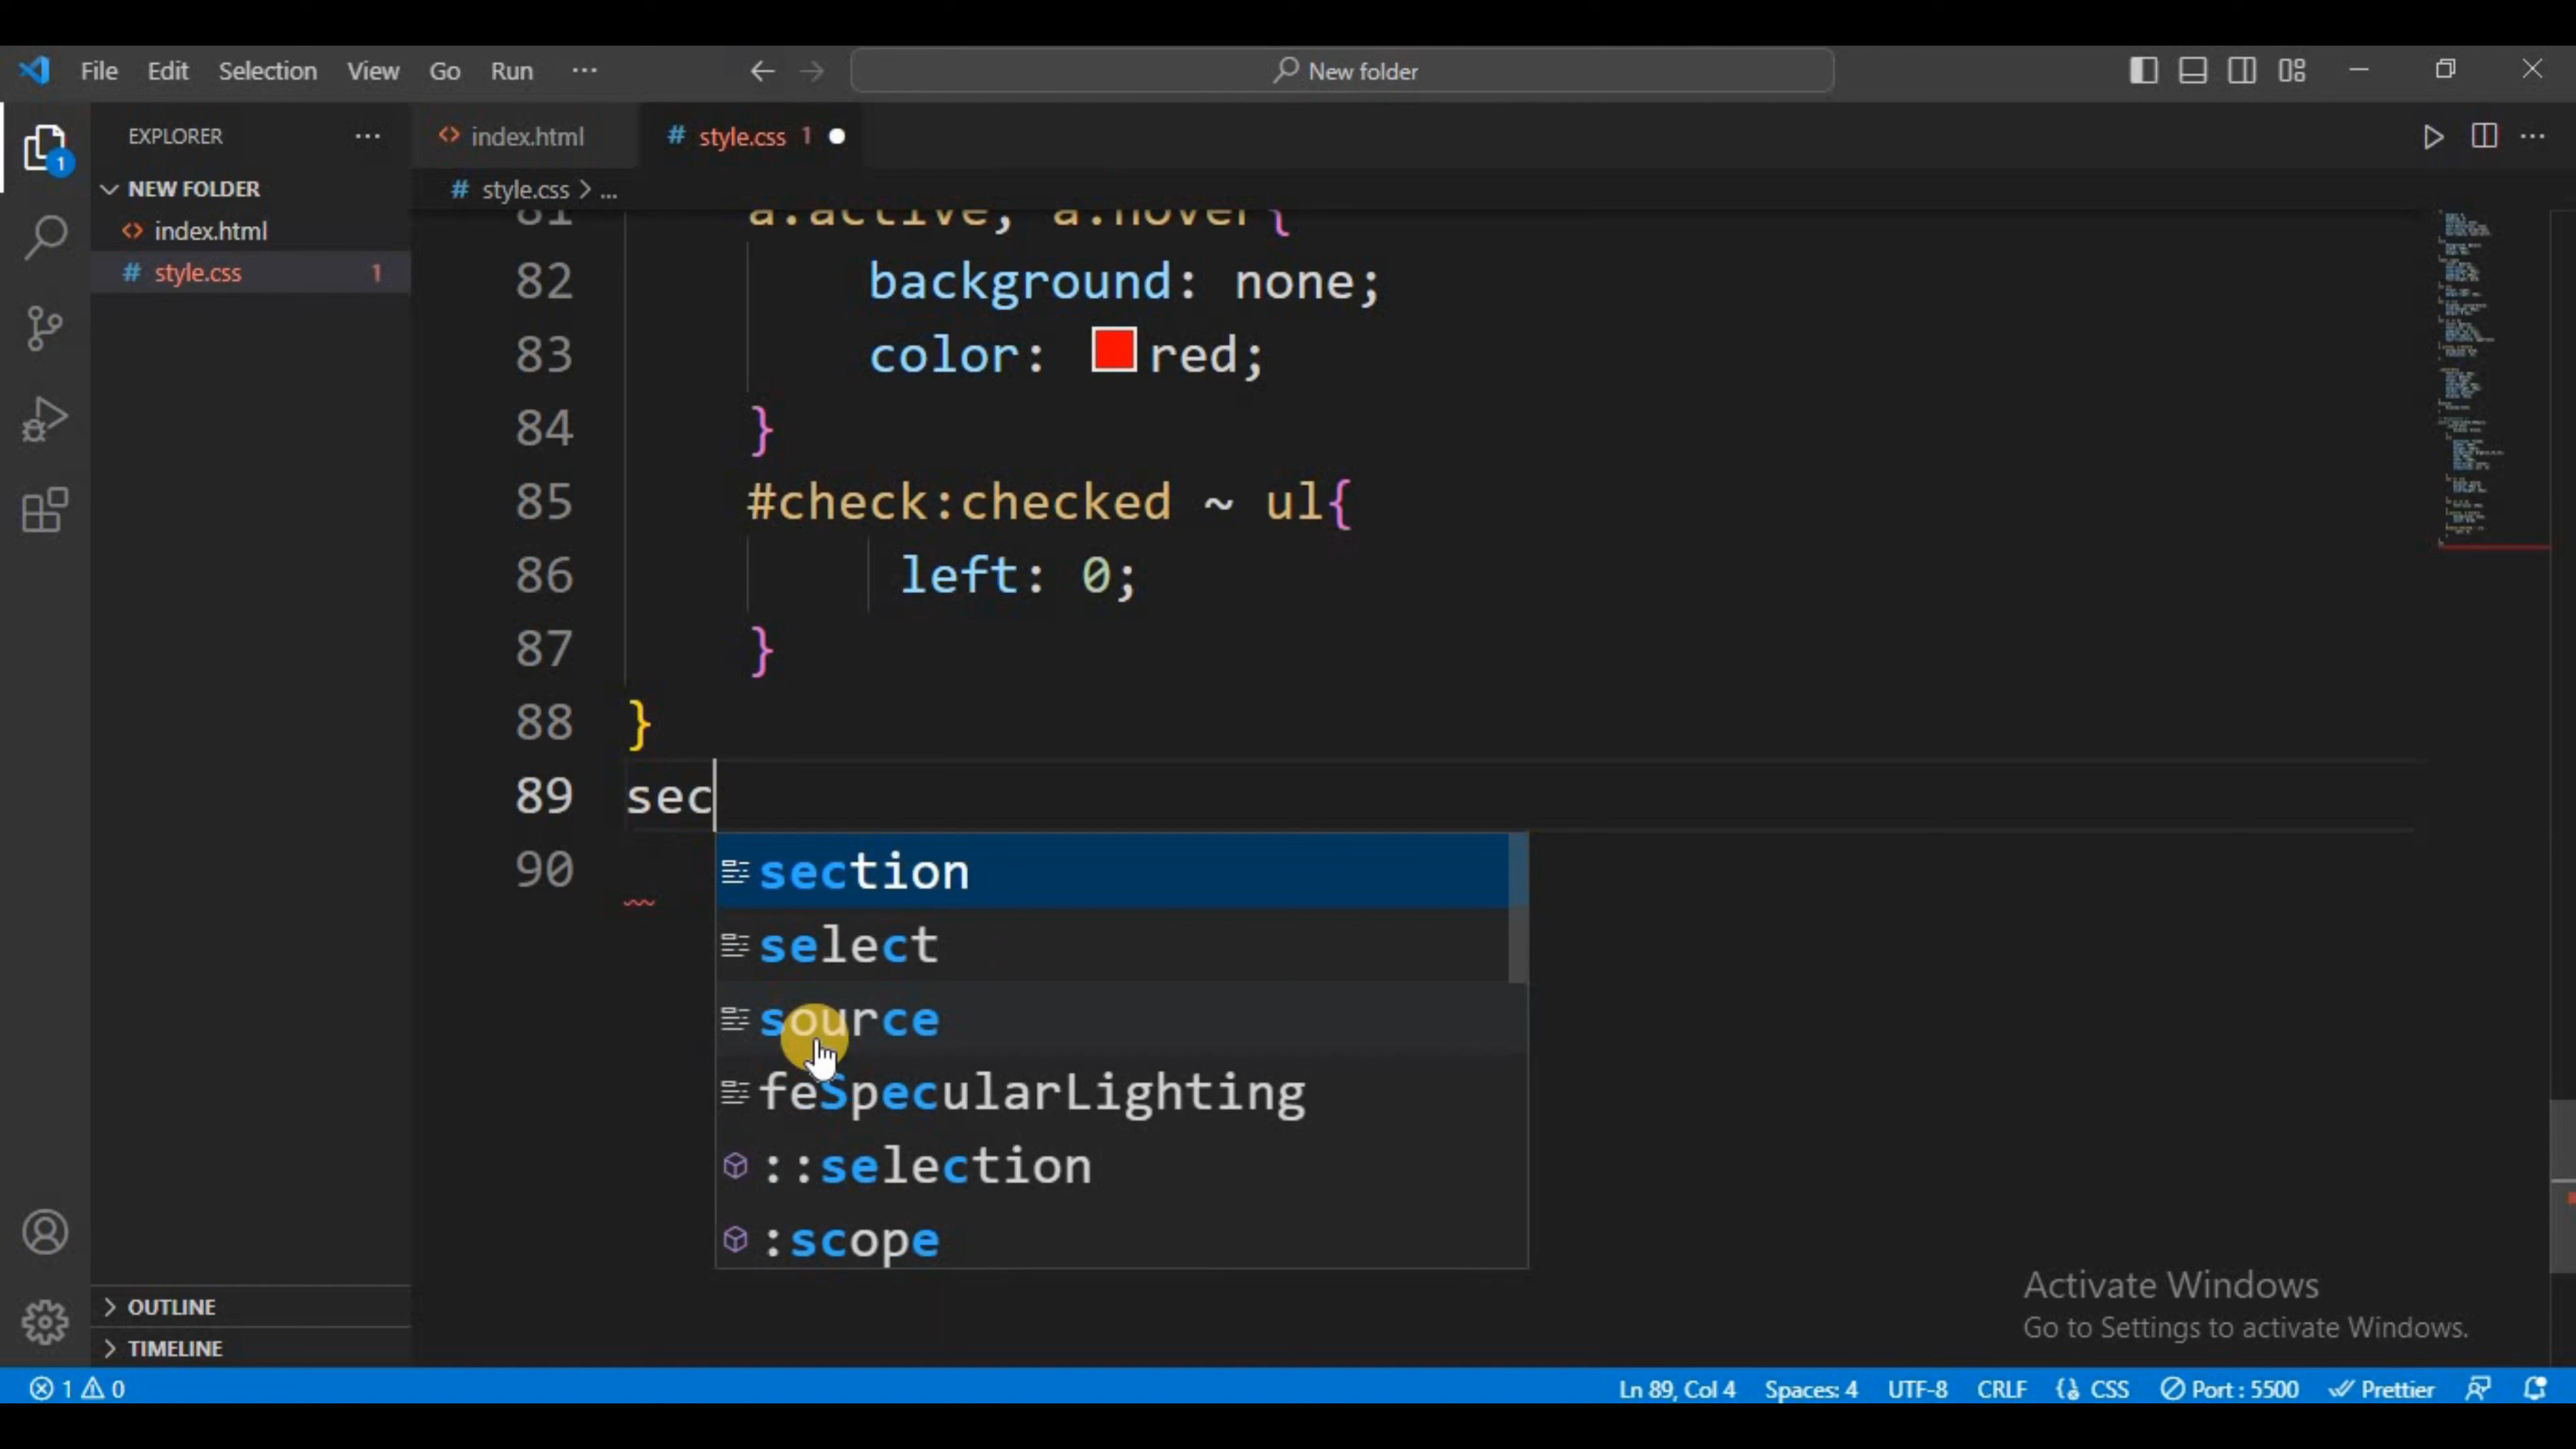 File Edit Selection View Go Run ··· New folder
EXPLORER ···
index.html
style.css 1
NEW FOLDER
style.css > ...
index.html
style.css 1
81 a.active, a:hover{
82 background: none;
83 color: red;
84 }
85 #check:checked ~ ul{
86 left: 0;
87 }
88 }
89 sec
90
section
select
source
feSpecularLighting
::selection
:scope
OUTLINE
TIMELINE
Activate Windows
Go to Settings to activate Windows.
1 0 Ln 89, Col 4 Spaces: 4 UTF-8 CRLF CSS Port : 5500 Prettier